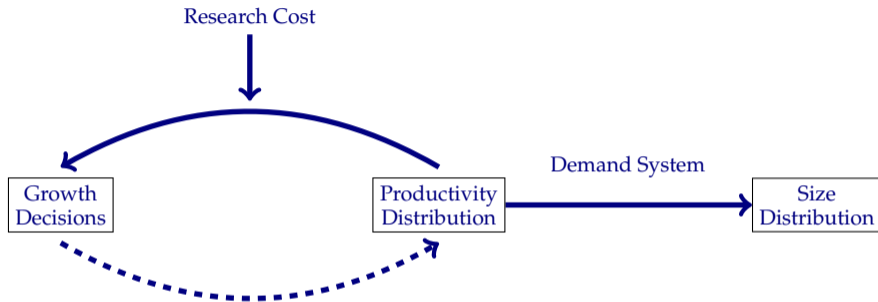 Research Cost
Demand System
Growth
Decisions
Productivity
Distribution
Size
Distribution